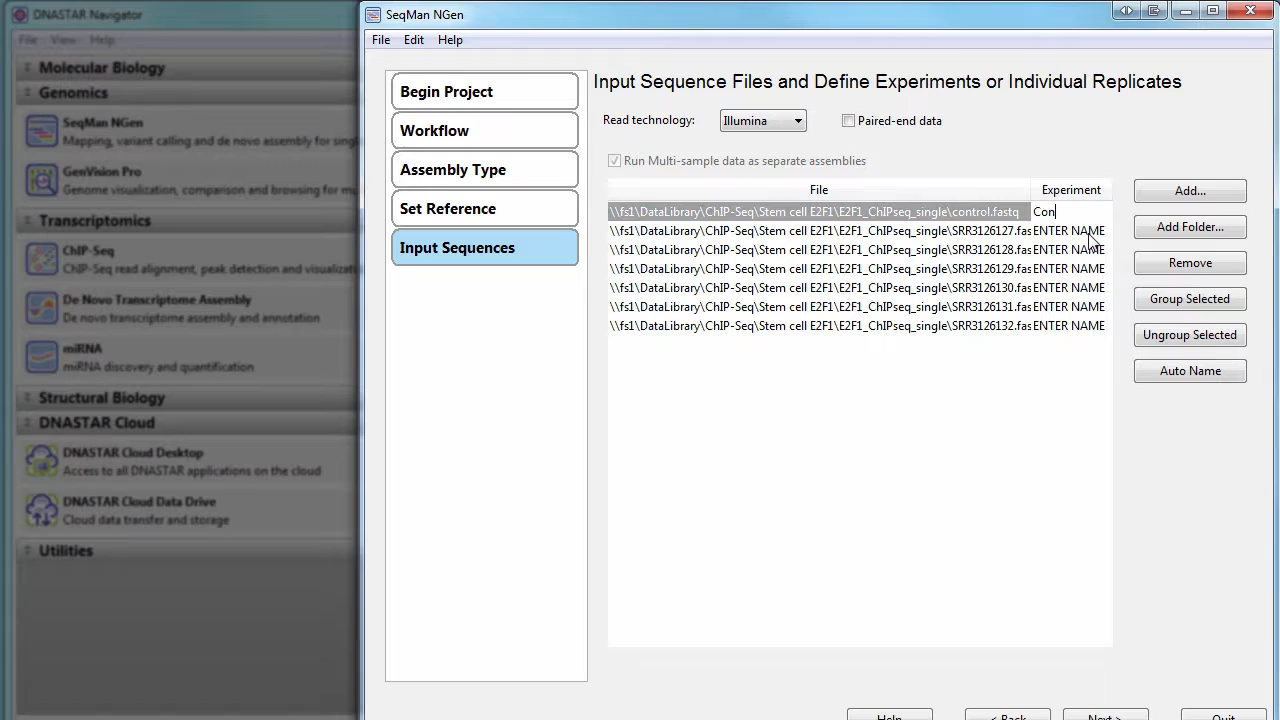 DNASTAR Navigator
File View Help
Molecular Biology
Genomics
SeqMan NGen
Mapping, variant calling and de novo assembly for
GenVision Pro
Genome visualization, comparison and browsing for mu
Transcriptomics
ChIP-Seq
ChIP-Seq read alignment, peak detection and visualizati
De Novo Transcriptome Assembly
De novo transcriptome assembly and annotation
miRNA
miRNA discovery and quantification
Structural Biology
DNASTAR Cloud
DNASTAR Cloud Desktop
Access to all DNASTAR applications on the cloud
DNASTAR Cloud Data Drive
Cloud data transfer and storage
Utilities
SeqMan NGen
File Edit Help
Begin Project
Workflow
Assembly Type
Set Reference
Input Sequences
Input Sequence Files and Define Experiments or Individual Replicates
Read technology: Illumina Paired-end data
Run Multi-sample data as separate assemblies
File Experiment
\\fs1\DataLibrary\ChIP-Seq\Stem cell E2F1\E2F1_ChIPseq_single\control.fastq Con
\\fs1\DataLibrary\ChIP-Seq\Stem cell E2F1\E2F1_ChIPseq_single\SRR3126127.fas ENTER NAME
\\fs1\DataLibrary\ChIP-Seq\Stem cell E2F1\E2F1_ChIPseq_single\SRR3126128.fas ENTER NAME
\\fs1\DataLibrary\ChIP-Seq\Stem cell E2F1\E2F1_ChIPseq_single\SRR3126129.fas ENTER NAME
\\fs1\DataLibrary\ChIP-Seq\Stem cell E2F1\E2F1_ChIPseq_single\SRR3126130.fas ENTER NAME
\\fs1\DataLibrary\ChIP-Seq\Stem cell E2F1\E2F1_ChIPseq_single\SRR3126131.fas ENTER NAME
\\fs1\DataLibrary\ChIP-Seq\Stem cell E2F1\E2F1_ChIPseq_single\SRR3126132.fas ENTER NAME
Add...
Add Folder...
Remove
Group Selected
Ungroup Selected
Auto Name
Help < Back Next > Quit